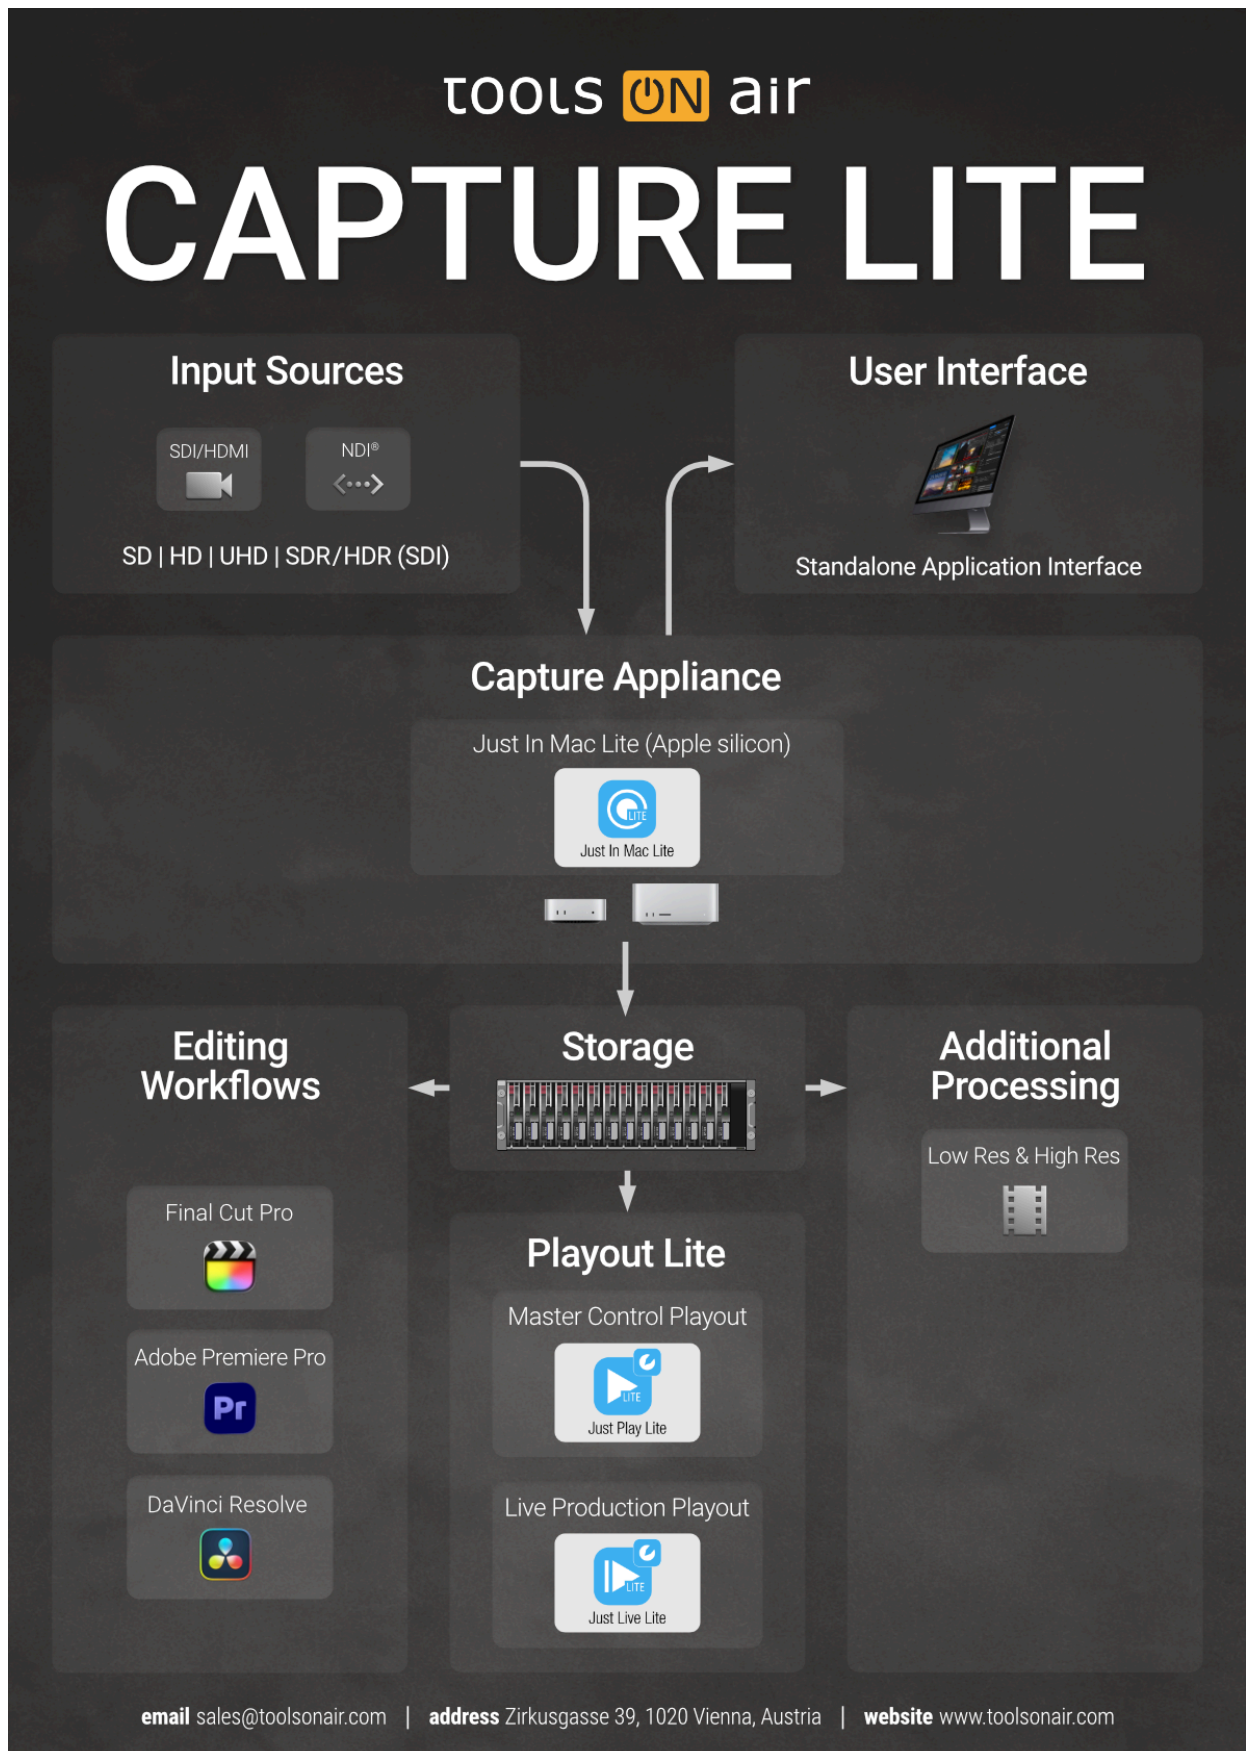 tools ON air
CAPTURE LITE
Input Sources
SDI/HDMI
NDI®
SD | HD | UHD | SDR/HDR (SDI)
User Interface
Standalone Application Interface
Capture Appliance
Just In Mac Lite (Apple silicon)
LITE
Just In Mac Lite
Editing
Workflows
Final Cut Pro
Adobe Premiere Pro
Pr
DaVinci Resolve
Storage
Playout Lite
Master Control Playout
LITE
Just Play Lite
Live Production Playout
LITE
Just Live Lite
Additional
Processing
Low Res & High Res
email sales@toolsonair.com | address Zirkusgasse 39, 1020 Vienna, Austria | website www.toolsonair.com